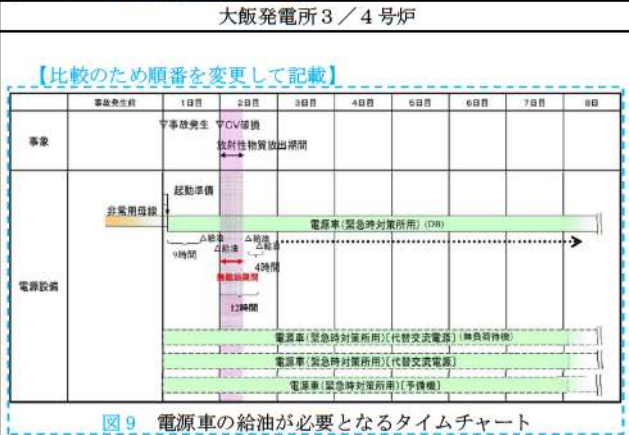 大飯発電所3／4号炉
【比較のため順番を変更して記載】
事故発生前 1日目 2日目 3日目 4日目 5日目 6日目 7日目 8日
事象
▽事故発生 ▽CV破損
放射性物質放出期間
電源設備
起動準備
非常用母線
電源車(緊急時対策所用) (DB)
△給油 △給油 △給油 △給油
9時間
4時間
無給油期間
12時間
電源車(緊急時対策所用)[代替交流電源] (無負荷待機)
電源車(緊急時対策所用)[代替交流電源]
電源車(緊急時対策所用)[予備機]
図9 電源車の給油が必要となるタイムチャート